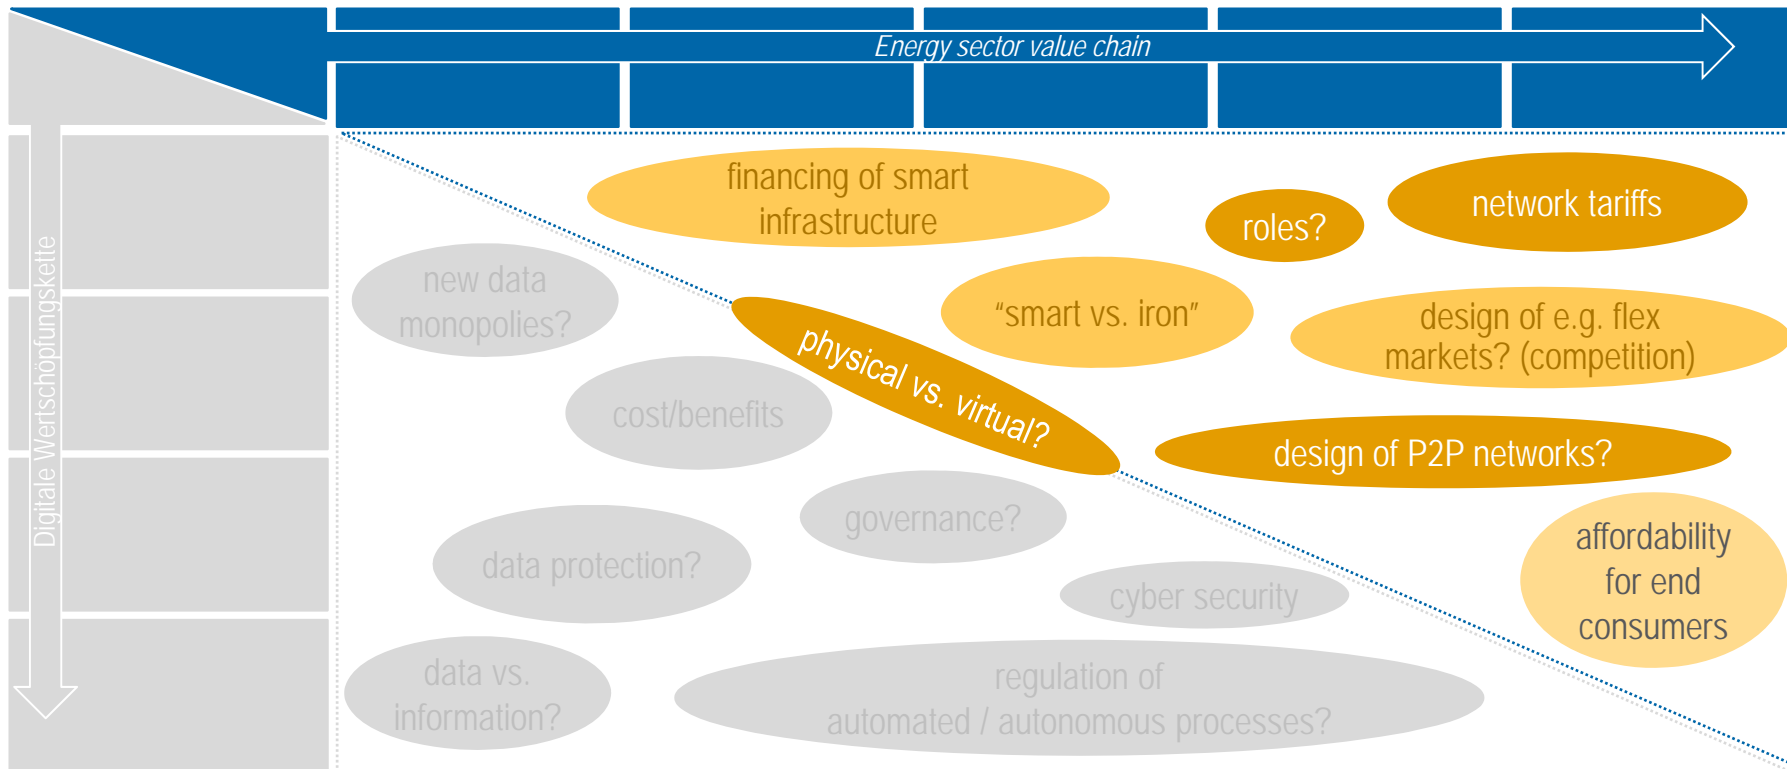 Energy sector value chain
Digitale Wertschöpfungskette
financing of smart
infrastructure
roles?
network tariffs
new data
monopolies?
“smart vs. iron”
design of e.g. flex
markets? (competition)
physical vs. virtual?
cost/benefits
design of P2P networks?
governance?
data protection?
cyber security
affordability
for end
consumers
data vs.
information?
regulation of
automated / autonomous processes?